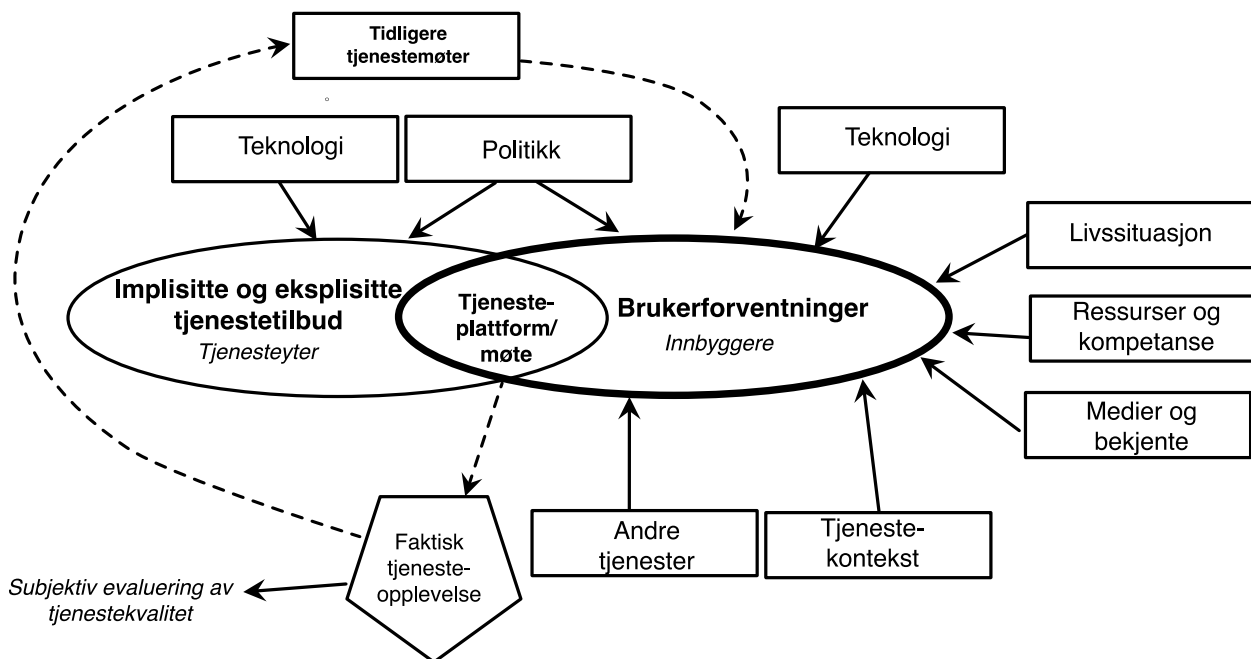 Tidligere
tjenestemøter
Teknologi
Politikk
Teknologi
Livssituasjon
Implisitte og eksplisitte
tjenestetilbud
Tjenesteyter
Tjeneste-
plattform/
møte
Brukerforventninger
Innbyggere
Ressurser og
kompetanse
Medier og
bekjente
Andre
tjenester
Tjeneste-
kontekst
Faktisk
tjeneste-
opplevelse
Subjektiv evaluering av
tjenestekvalitet